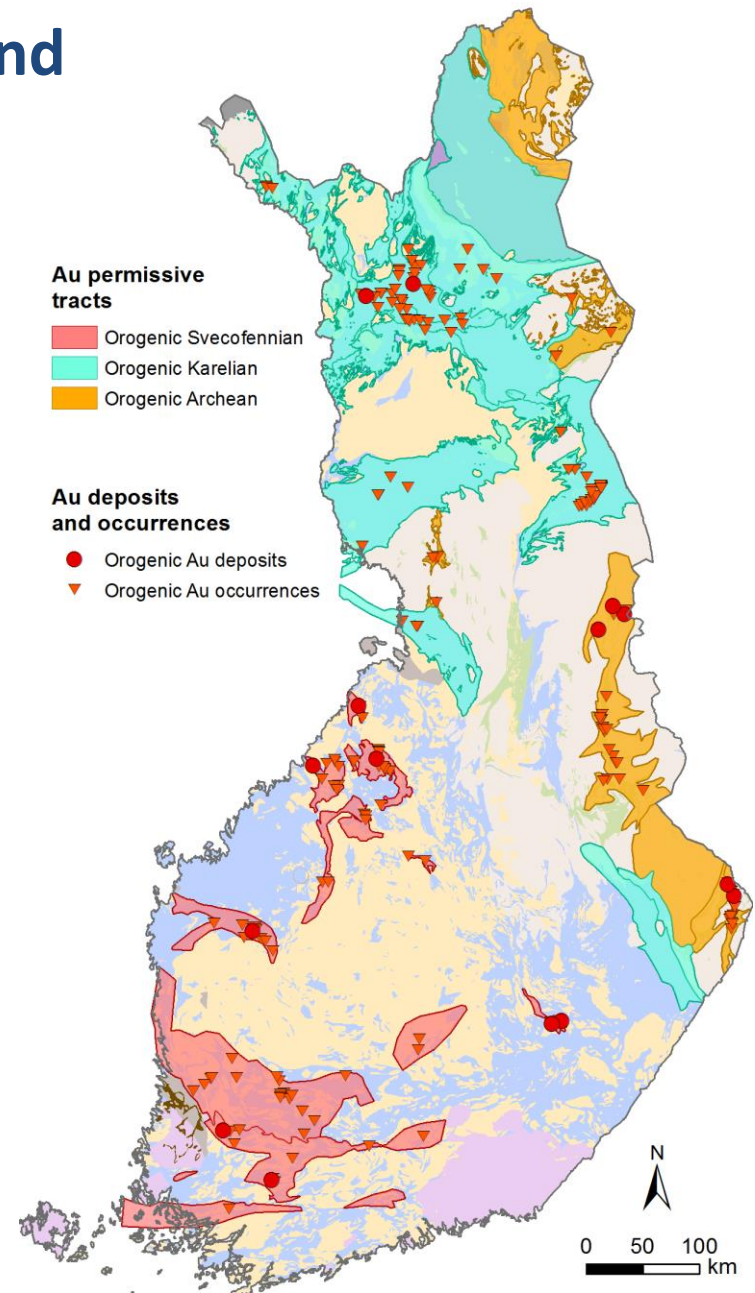 nd
Au permissive
tracts
Orogenic Svecofennian
Orogenic Karelian
Orogenic Archean
Au deposits
and occurrences
Orogenic Au deposits
Orogenic Au occurrences
N
0 50 100
km